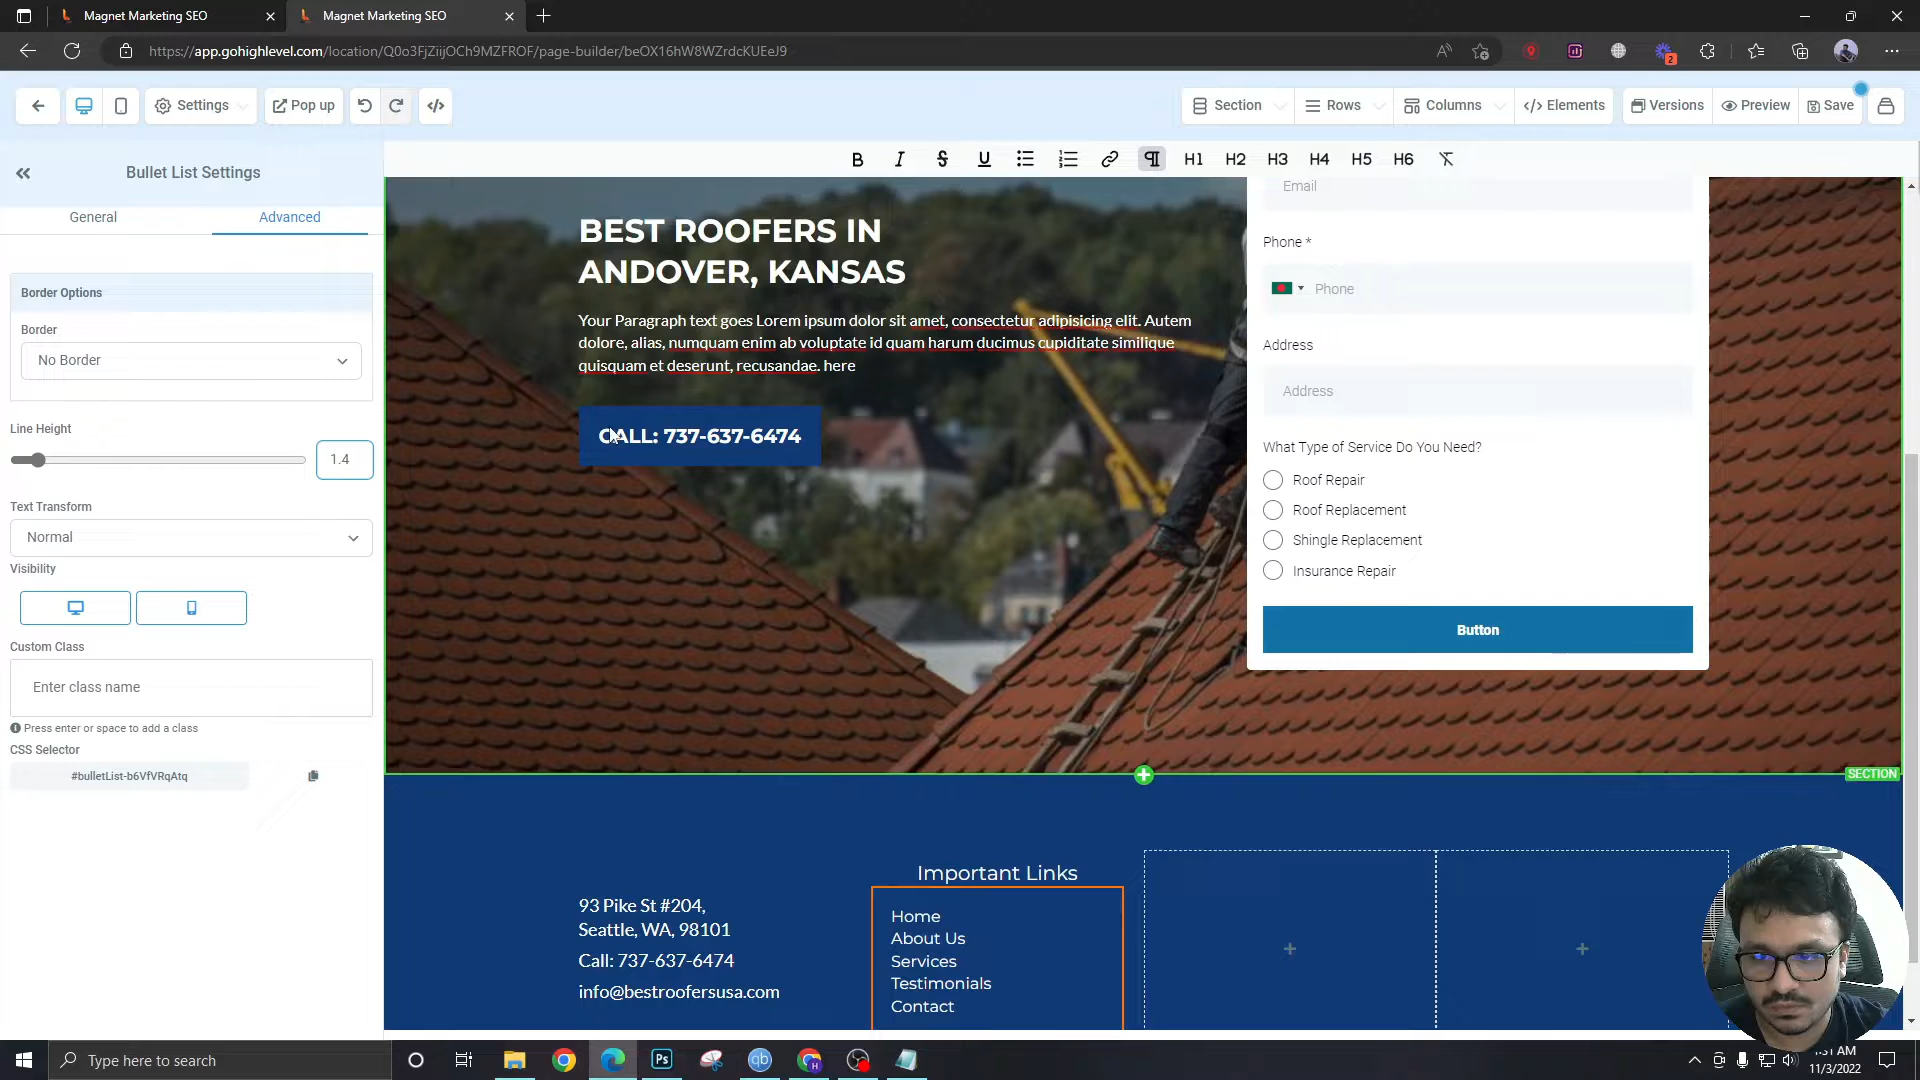 Magnet Marketing SEO
Magnet Marketing SEO
https://app.gohighlevel.com/location/Q0o3FjZiijOCh9MZFROF/page-builder/beOX16hW8WZrdcKUEeJ9
2
Settings
Pop up
Section
Rows
Columns
Elements
Versions
Preview
Save
Bullet List Settings
B I S U H1 H2 H3 H4 H5 H6
General
Advanced
Border Options
Border
No Border
Line Height
1.4
Text Transform
Normal
Visibility
Custom Class
Enter class name
Press enter or space to add a class
CSS Selector
#bulletList-b6VfVRqAtq
BEST ROOFERS IN
ANDOVER, KANSAS
Your Paragraph text goes Lorem ipsum dolor sit amet, consectetur adipisicing elit. Autem
dolore, alias, numquam enim ab voluptate id quam harum ducimus cupiditate similique
quisquam et deserunt, recusandae. here
CALL: 737-637-6474
Email
Phone *
Phone
Address
Address
What Type of Service Do You Need?
Roof Repair
Roof Replacement
Shingle Replacement
Insurance Repair
Button
SECTION
93 Pike St #204,
Seattle, WA, 98101
Call: 737-637-6474
info@bestroofersusa.com
Important Links
Home
About Us
Services
Testimonials
Contact
Type here to search
Ps
qb
11/3/2022